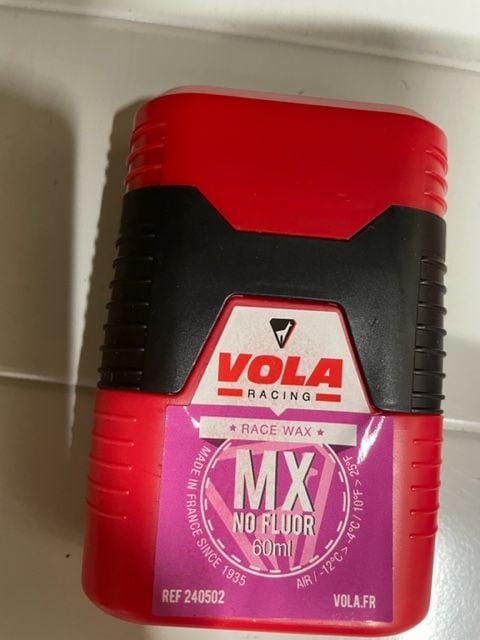 VOLA
RACING
★ RACE WAX ★
MX
NO FLUOR
60ml
MADE IN FRANCE SINCE 1935
AIR / -12°C > -4°C / 10°F > 25°F
REF 240502
VOLA.FR